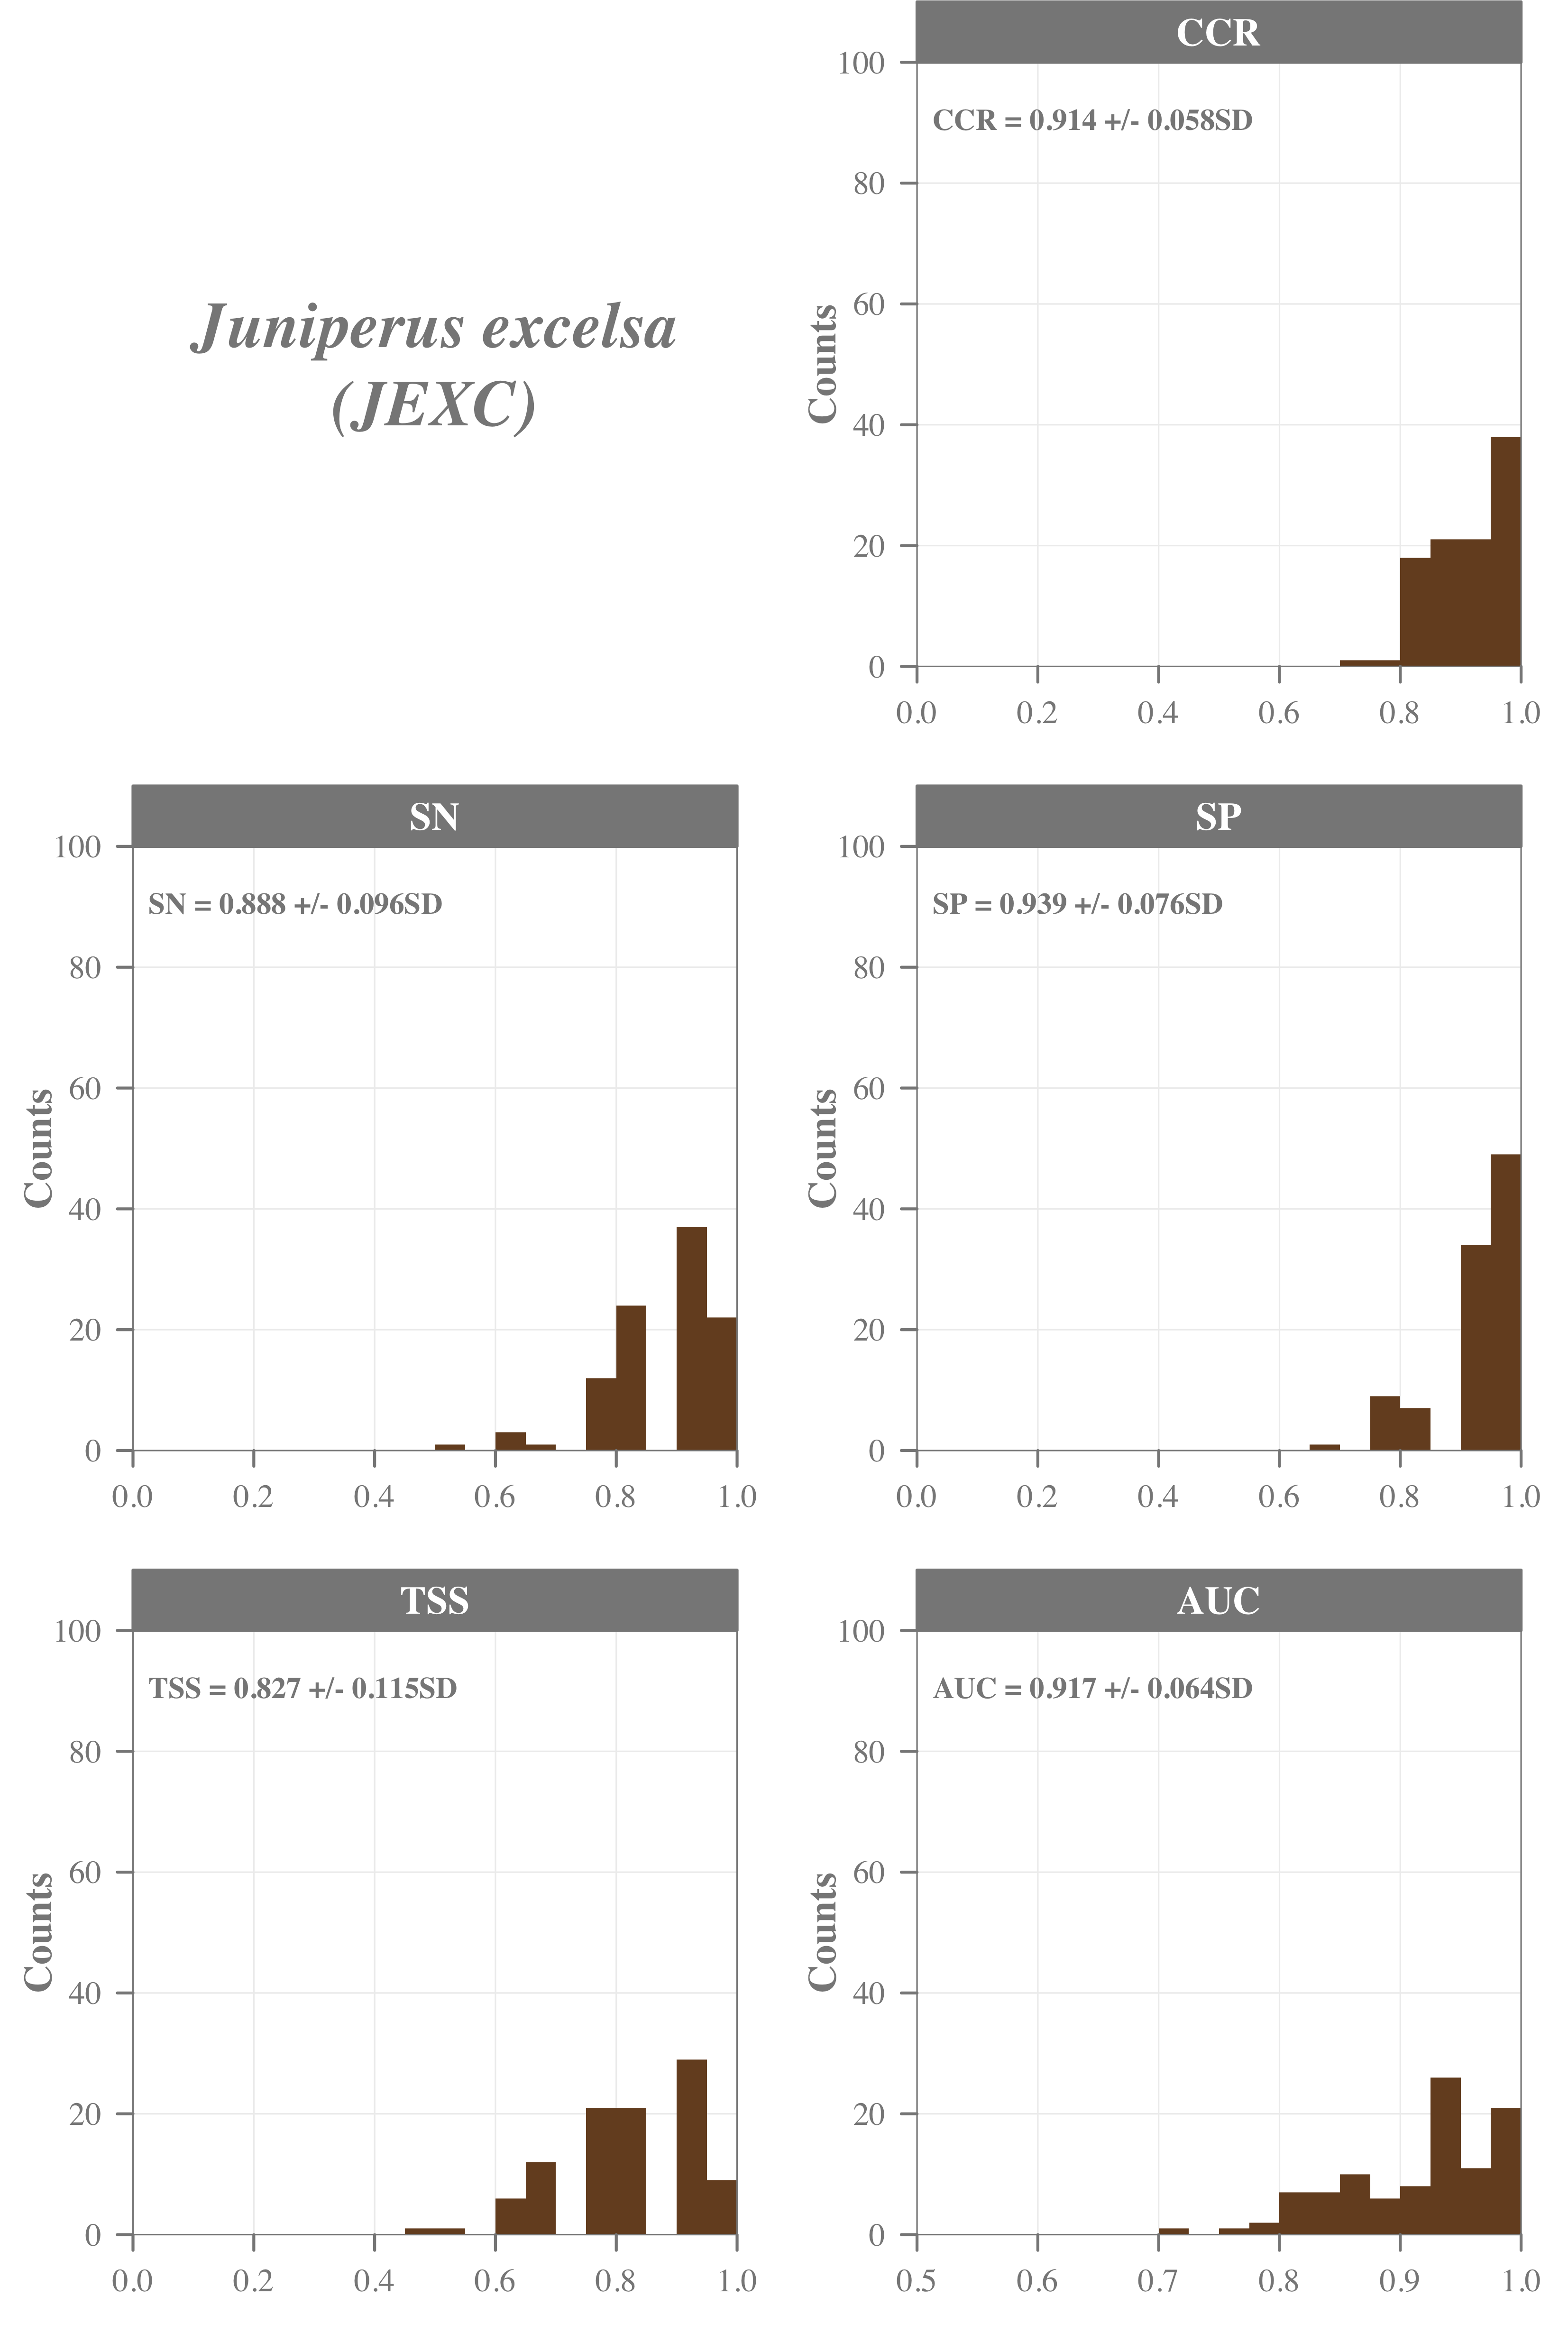 Juniperus excelsa
(JEXC)
CCR
CCR = 0.914 +/- 0.058SD
Counts
100
80
60
40
20
0
0.0 0.2 0.4 0.6 0.8 1.0
SN
SN = 0.888 +/- 0.096SD
Counts
100
80
60
40
20
0
0.0 0.2 0.4 0.6 0.8 1.0
SP
SP = 0.939 +/- 0.076SD
Counts
100
80
60
40
20
0
0.0 0.2 0.4 0.6 0.8 1.0
TSS
TSS = 0.827 +/- 0.115SD
Counts
100
80
60
40
20
0
0.0 0.2 0.4 0.6 0.8 1.0
AUC
AUC = 0.917 +/- 0.064SD
Counts
100
80
60
40
20
0
0.5 0.6 0.7 0.8 0.9 1.0